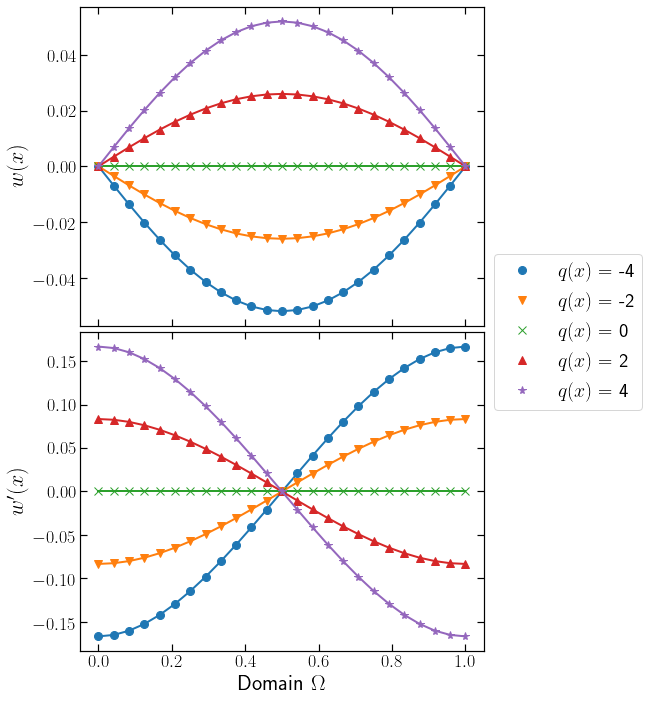 0.04
0.02
0.00
−0.02
−0.04
w(x)
0.15
0.10
0.05
0.00
−0.05
−0.10
−0.15
w′(x)
0.0 0.2 0.4 0.6 0.8 1.0
Domain Ω
q(x) = -4
q(x) = -2
q(x) = 0
q(x) = 2
q(x) = 4